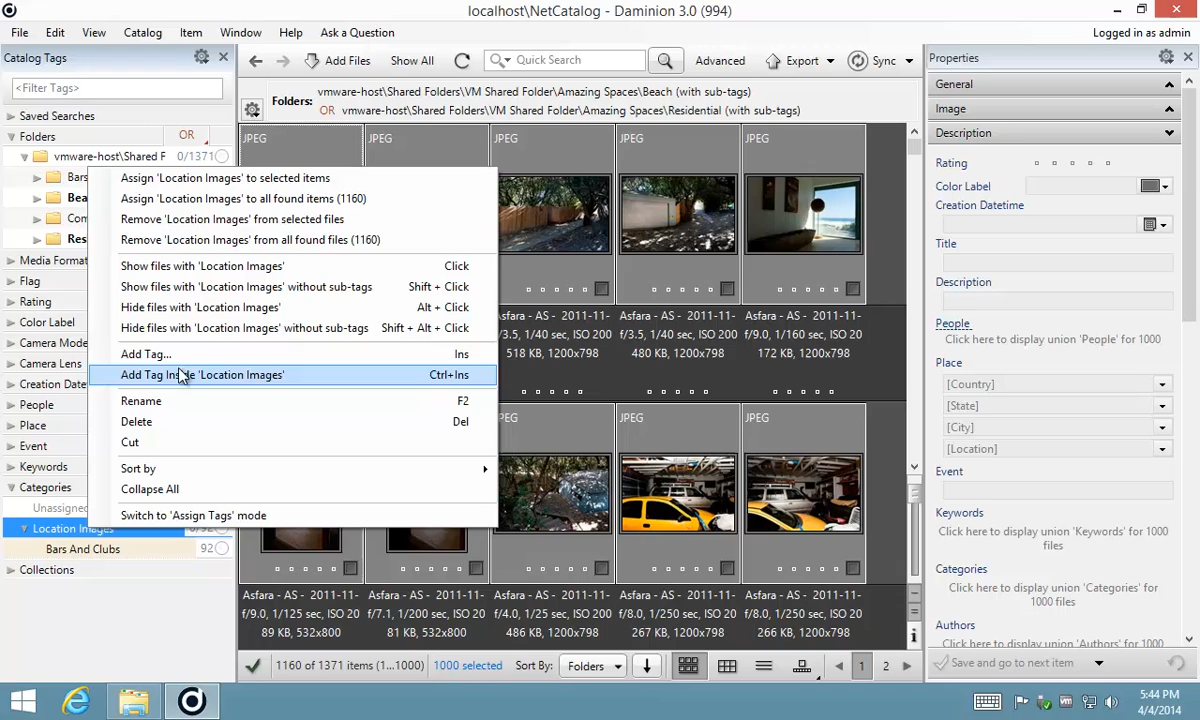 localhost\NetCatalog - Daminion 3.0 (994)
File Edit View Catalog Item Window Help Ask a Question
Logged in as admin
Catalog Tags
<Filter Tags>
Add Files Show All Quick Search Advanced Export Sync
Properties
Saved Searches
Folders OR
vmware-host\Shared F 0/1371
Bars
Bea
Com
Res
Media Format
Flag
Rating
Color Label
Camera Mode
Camera Lens
Creation Date
People
Place
Event
Keywords
Categories
Unassigned
Location Images
Bars And Clubs 92
Collections
Folders: vmware-host\Shared Folders\VM Shared Folder\Amazing Spaces\Beach (with sub-tags)
OR vmware-host\Shared Folders\VM Shared Folder\Amazing Spaces\Residential (with sub-tags)
JPEG JPEG JPEG JPEG JPEG
Assign 'Location Images' to selected items
Assign 'Location Images' to all found items (1160)
Remove 'Location Images' from selected files
Remove 'Location Images' from all found files (1160)
Show files with 'Location Images' Click
Show files with 'Location Images' without sub-tags Shift + Click
Hide files with 'Location Images' Alt + Click
Hide files with 'Location Images' without sub-tags Shift + Alt + Click
Add Tag... Ins
Add Tag Inside 'Location Images' Ctrl+Ins
Rename F2
Delete Del
Cut
Sort by
Collapse All
Switch to 'Assign Tags' mode
Asfara - AS - 2011-11- Asfara - AS - 2011-11- Asfara - AS - 2011-11-
f/3.5, 1/40 sec, ISO 200 f/3.5, 1/40 sec, ISO 200 f/9.0, 1/160 sec, ISO 20
518 KB, 1200x798 480 KB, 1200x798 172 KB, 1200x798
JPEG JPEG JPEG
Asfara - AS - 2011-11- Asfara - AS - 2011-11- Asfara - AS - 2011-11- Asfara - AS - 2011-11- Asfara - AS - 2011-11-
f/9.0, 1/125 sec, ISO 20 f/7.1, 1/200 sec, ISO 20 f/4.0, 1/25 sec, ISO 200 f/8.0, 1/250 sec, ISO 20 f/8.0, 1/250 sec, ISO 20
89 KB, 532x800 81 KB, 532x800 486 KB, 1200x798 267 KB, 1200x798 266 KB, 1200x798
1160 of 1371 items (1...1000) 1000 selected Sort By: Folders 1 2
General
Image
Description
Rating
Color Label
Creation Datetime
Title
Description
People
Click here to display union 'People' for 1000
Place
[Country]
[State]
[City]
[Location]
Event
Keywords
Click here to display union 'Keywords' for 1000
files
Categories
Click here to display union 'Categories' for
1000 files
Authors
Click here to display union 'Authors' for 1000
Save and go to next item
5:44 PM
4/4/2014